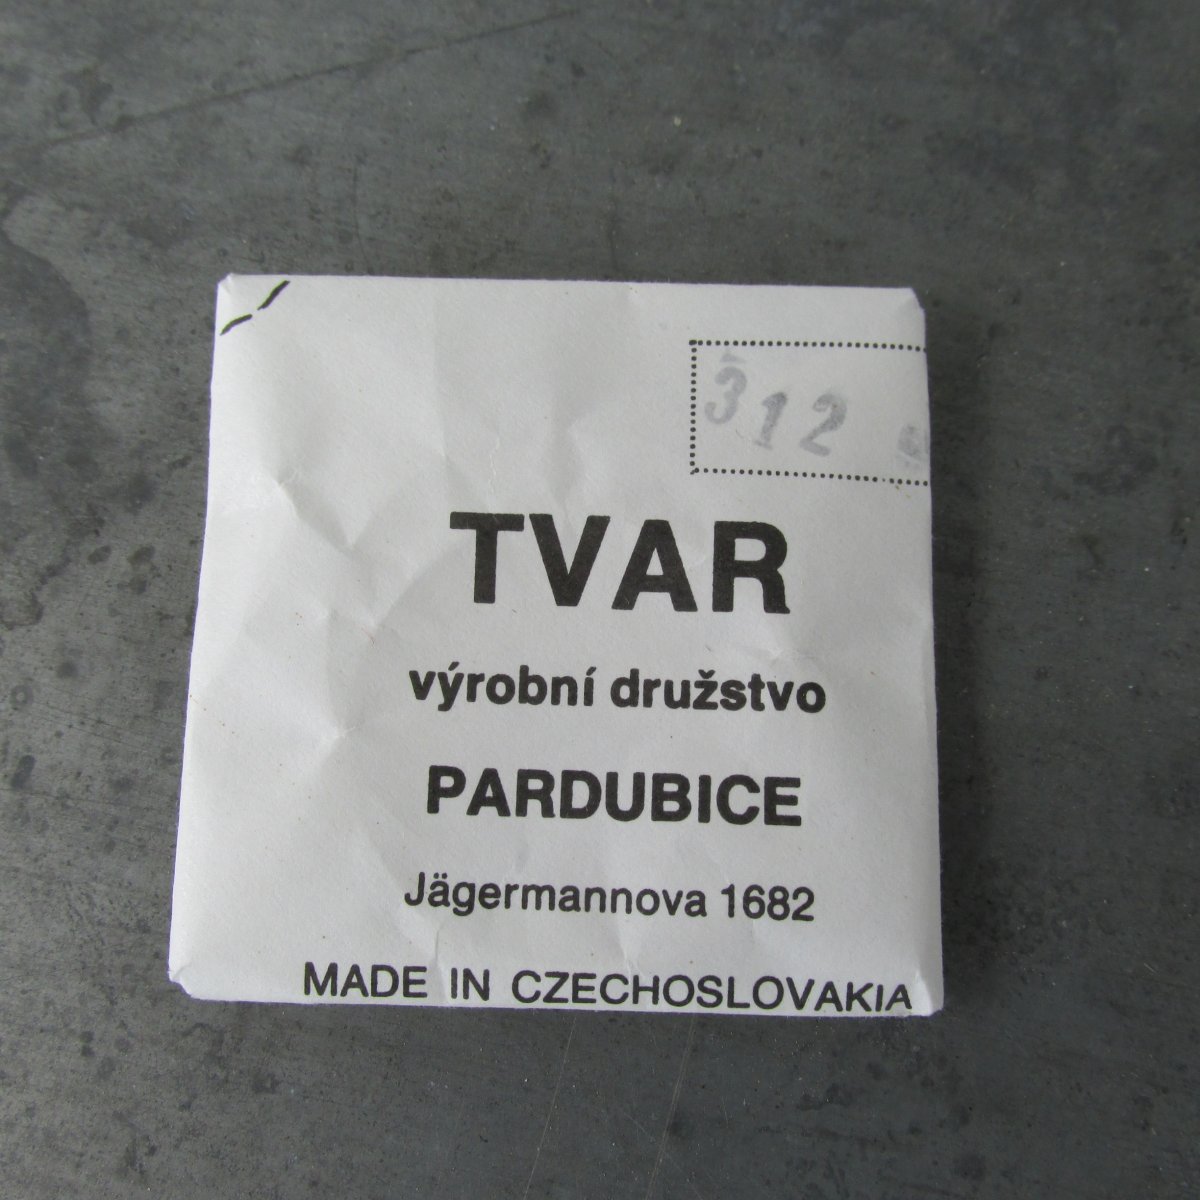 312
TVAR
výrobní družstvo
PARDUBICE
Jägermannova 1682
MADE IN CZECHOSLOVAKIA